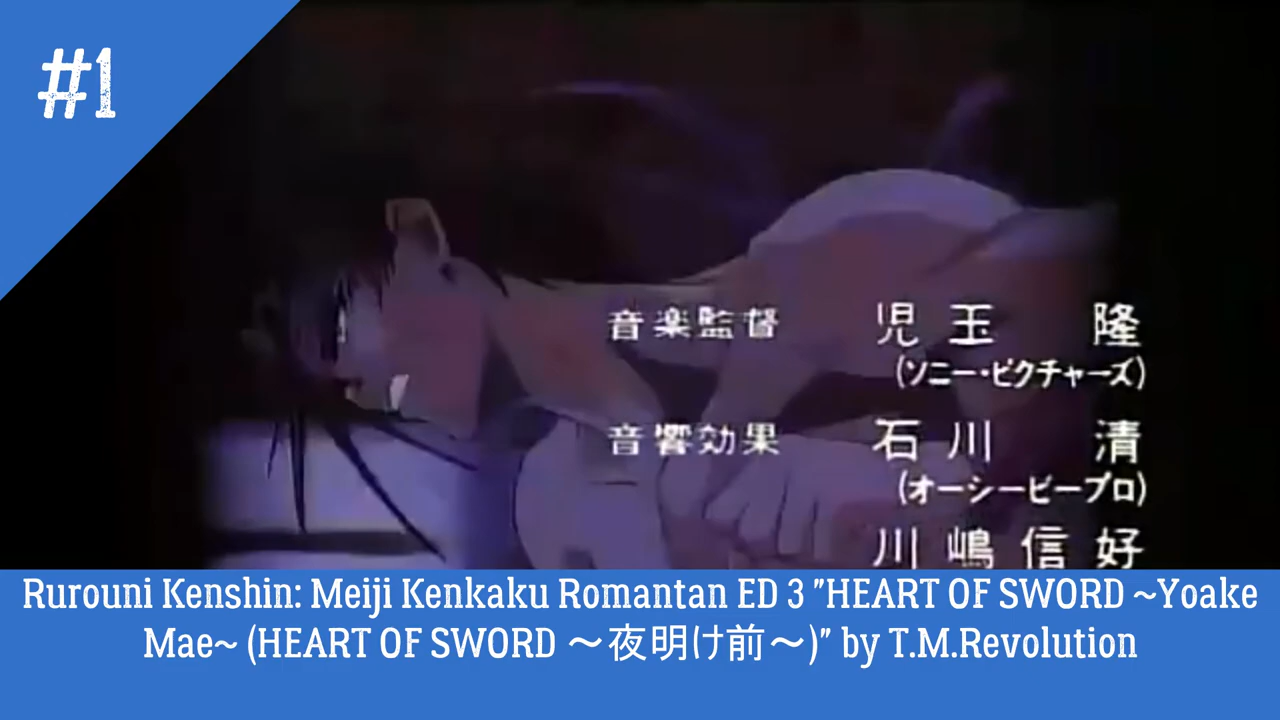 #1
音楽監督 児玉 隆
(ソニー・ピクチャーズ)
音響効果 石川 清
(オーシービープロ)
川嶋信好
Rurouni Kenshin: Meiji Kenkaku Romantan ED 3 "HEART OF SWORD ~Yoake
Mae~ (HEART OF SWORD ～夜明け前～)" by T.M.Revolution